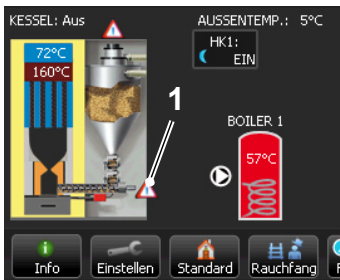 KESSEL: Aus
AUSSENTEMP.: 5°C
HK1:
EIN
72°C
160°C
1
BOILER 1
57°C
Info
Einstellen
Standard
Rauchfang